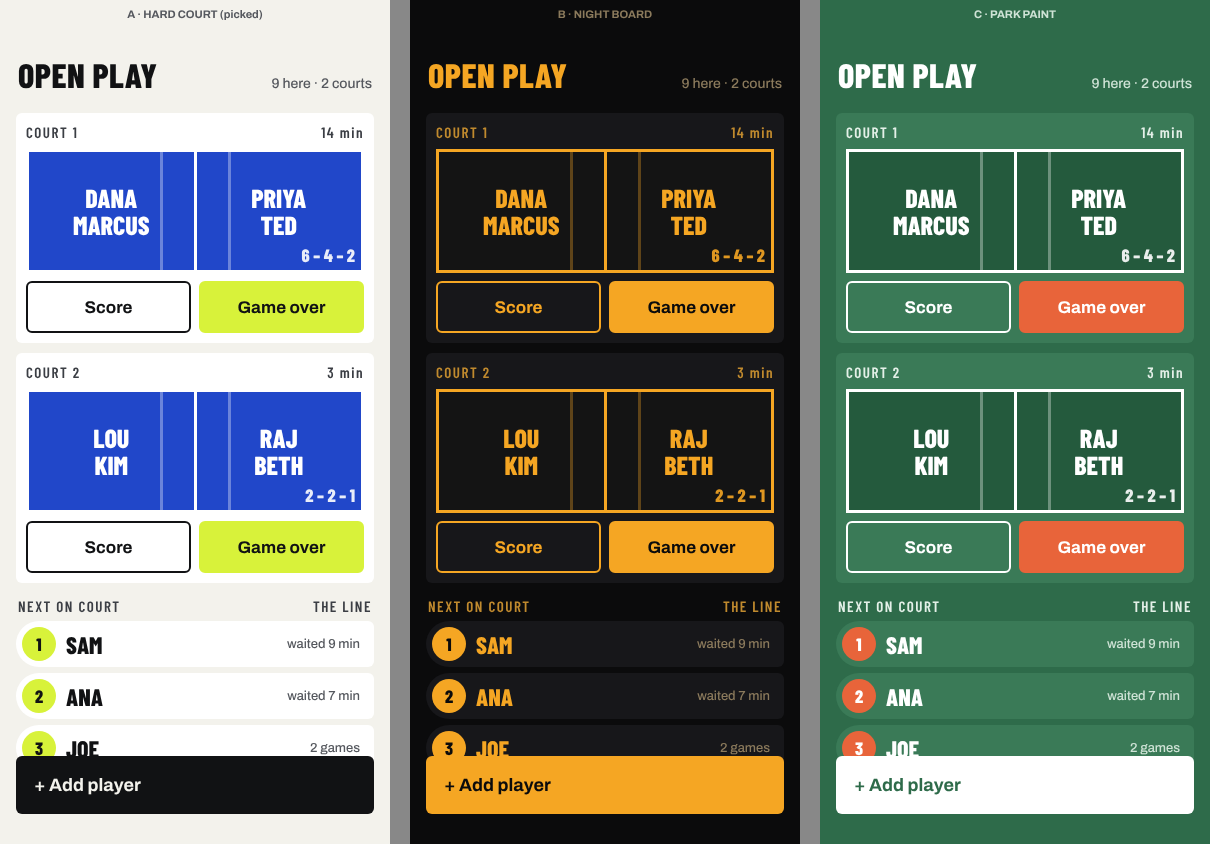 A · HARD COURT (picked)
OPEN PLAY
9 here · 2 courts
COURT 1
14 min
DANA
MARCUS
PRIYA
TED
6-4-2
Score
Game over
COURT 2
3 min
LOU
KIM
RAJ
BETH
2-2-1
Score
Game over
NEXT ON COURT
THE LINE
1
SAM
waited 9 min
2
ANA
waited 7 min
3
JOE
2 games
+ Add player
B · NIGHT BOARD
OPEN PLAY
9 here · 2 courts
COURT 1
14 min
DANA
MARCUS
PRIYA
TED
6-4-2
Score
Game over
COURT 2
3 min
LOU
KIM
RAJ
BETH
2-2-1
Score
Game over
NEXT ON COURT
THE LINE
1
SAM
waited 9 min
2
ANA
waited 7 min
3
JOE
2 games
+ Add player
C · PARK PAINT
OPEN PLAY
9 here · 2 courts
COURT 1
14 min
DANA
MARCUS
PRIYA
TED
6-4-2
Score
Game over
COURT 2
3 min
LOU
KIM
RAJ
BETH
2-2-1
Score
Game over
NEXT ON COURT
THE LINE
1
SAM
waited 9 min
2
ANA
waited 7 min
3
JOE
2 games
+ Add player